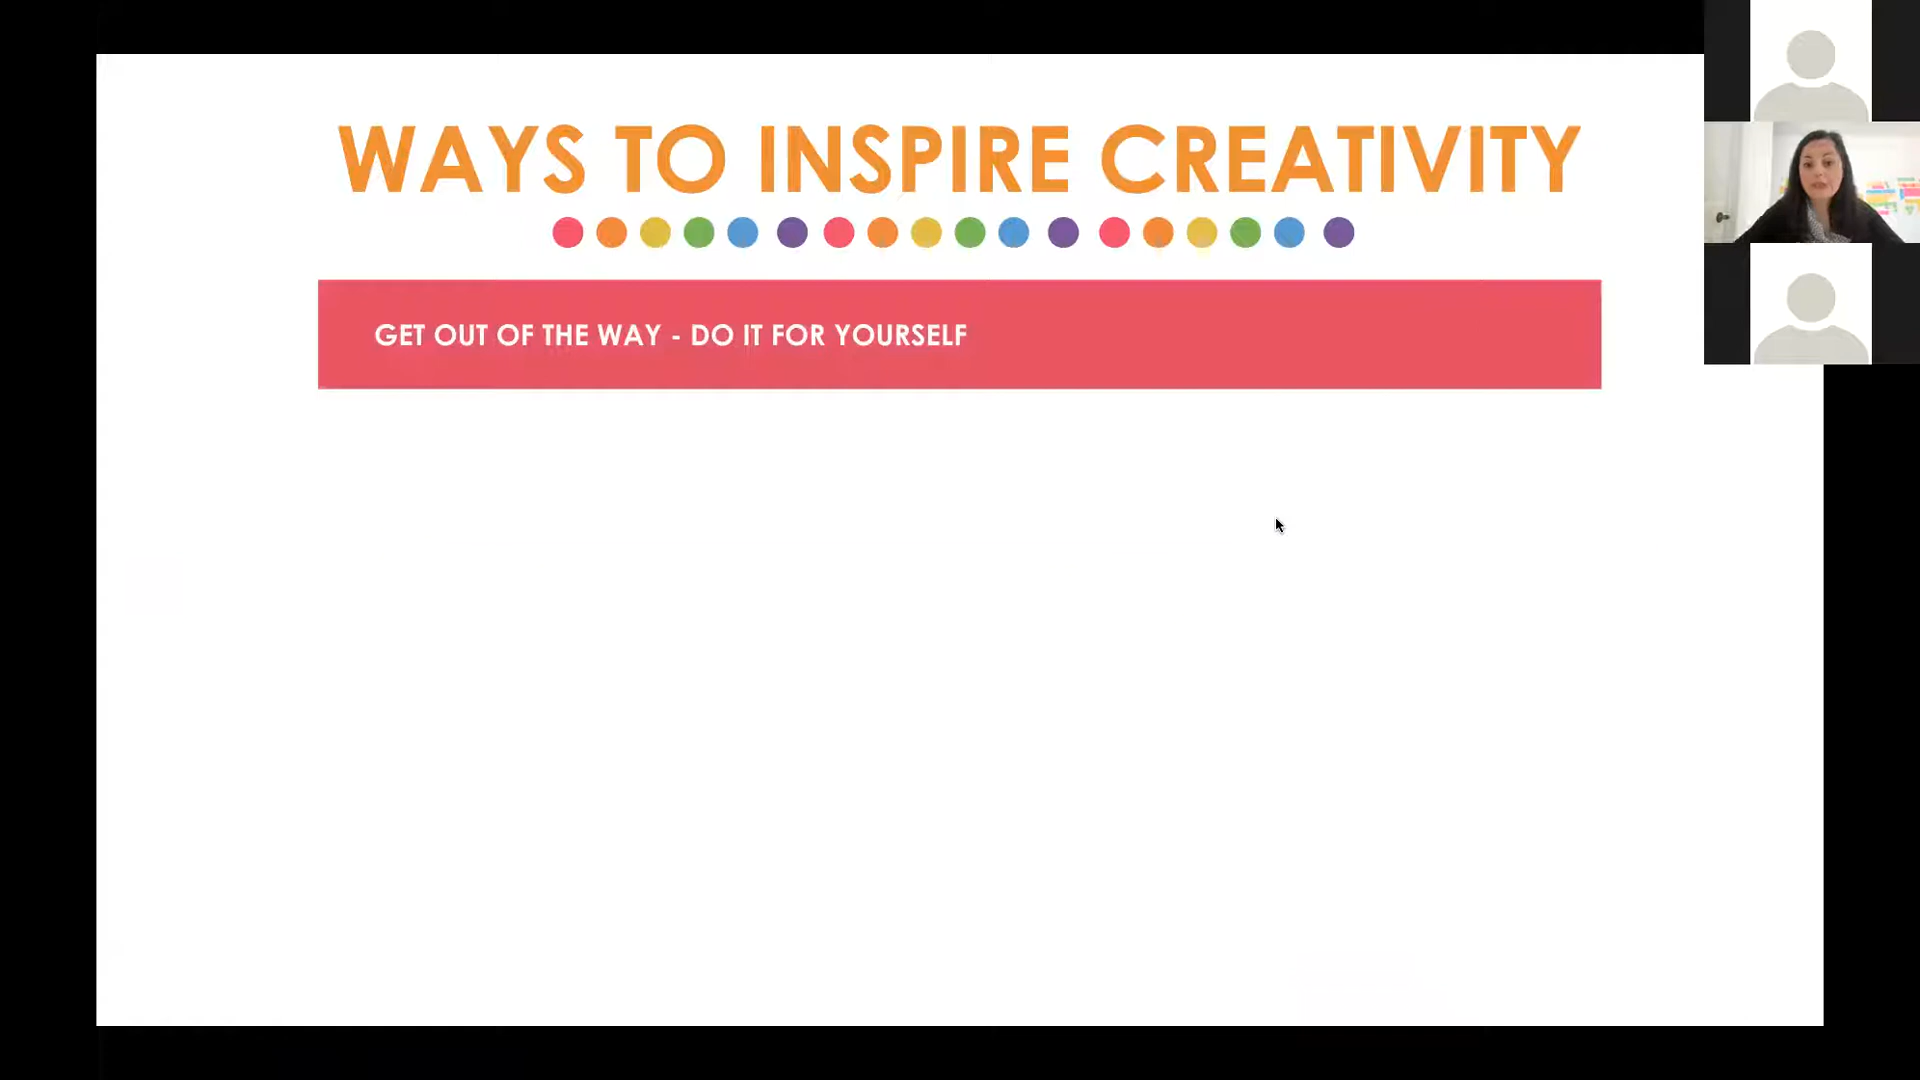 WAYS TO INSPIRE CREATIVITY
GET OUT OF THE WAY - DO IT FOR YOURSELF